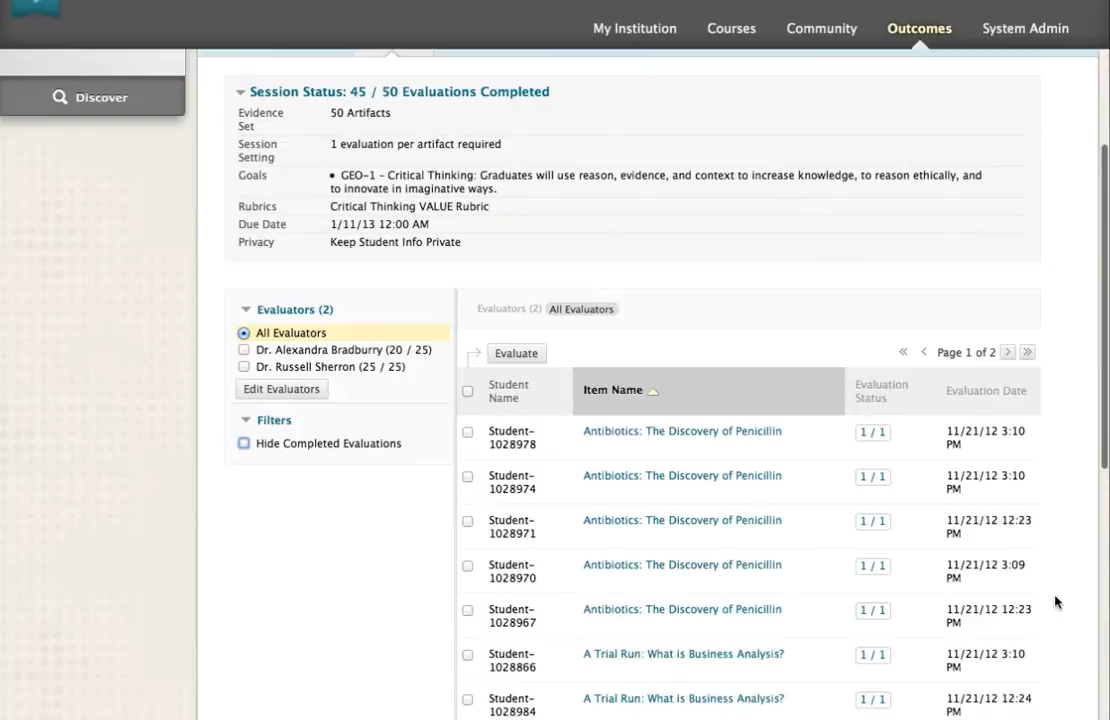 My Institution Courses Community Outcomes System Admin
Discover
Session Status: 45 / 50 Evaluations Completed
Evidence Set 50 Artifacts
Session Setting 1 evaluation per artifact required
Goals • GEO-1 - Critical Thinking: Graduates will use reason, evidence, and context to increase knowledge, to reason ethically, and
to innovate in imaginative ways.
Rubrics Critical Thinking VALUE Rubric
Due Date 1/11/13 12:00 AM
Privacy Keep Student Info Private
Evaluators (2)
All Evaluators
Dr. Alexandra Bradburry (20 / 25)
Dr. Russell Sherron (25 / 25)
Edit Evaluators
Filters
Hide Completed Evaluations
Evaluators (2) All Evaluators
Evaluate
Page 1 of 2
Student Name Item Name Evaluation Status Evaluation Date
Student-1028978 Antibiotics: The Discovery of Penicillin 1 / 1 11/21/12 3:10 PM
Student-1028974 Antibiotics: The Discovery of Penicillin 1 / 1 11/21/12 3:10 PM
Student-1028971 Antibiotics: The Discovery of Penicillin 1 / 1 11/21/12 12:23 PM
Student-1028970 Antibiotics: The Discovery of Penicillin 1 / 1 11/21/12 3:09 PM
Student-1028967 Antibiotics: The Discovery of Penicillin 1 / 1 11/21/12 12:23 PM
Student-1028866 A Trial Run: What is Business Analysis? 1 / 1 11/21/12 3:10 PM
Student-1028984 A Trial Run: What is Business Analysis? 1 / 1 11/21/12 12:24 PM